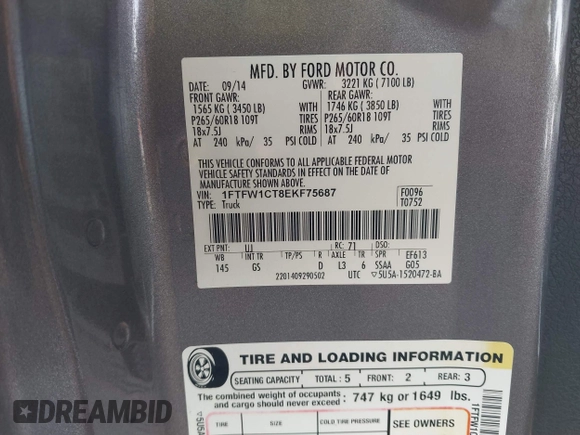 MFD. BY FORD MOTOR CO.
DATE: 09/14 GVWR: 3221 KG ( 7100 LB)
FRONT GAWR: REAR GAWR:
1565 KG ( 3450 LB) WITH 1746 KG ( 3850 LB) WITH
P265/60R18 109T TIRES P265/60R18 109T TIRES
18x7.5J RIMS 18x7.5J RIMS
AT 240 kPa/ 35 PSI COLD AT 240 kPa/ 35 PSI COLD
THIS VEHICLE CONFORMS TO ALL APPLICABLE FEDERAL MOTOR
VEHICLE SAFETY STANDARDS IN EFFECT ON THE DATE OF
MANUFACTURE SHOWN ABOVE.
VIN: 1FTFW1CT8EKF75687 F0096
TYPE: Truck T0752
EXT PNT: UJ RC: 71 DSO:
WB INT TR TP/PS R AXLE TR SPR EF613
145 GS D L3 6 SSAA G05
2201409290502 UTC 5U5A-1520472-BA
TIRE AND LOADING INFORMATION
SEATING CAPACITY TOTAL : 5 FRONT: 2 REAR: 3
The combined weight of occupants
and cargo should never exceed : 747 kg or 1649 lbs.
TIRE SIZE COLD TIRE PRESSURE SEE OWNERS
DREAMBID